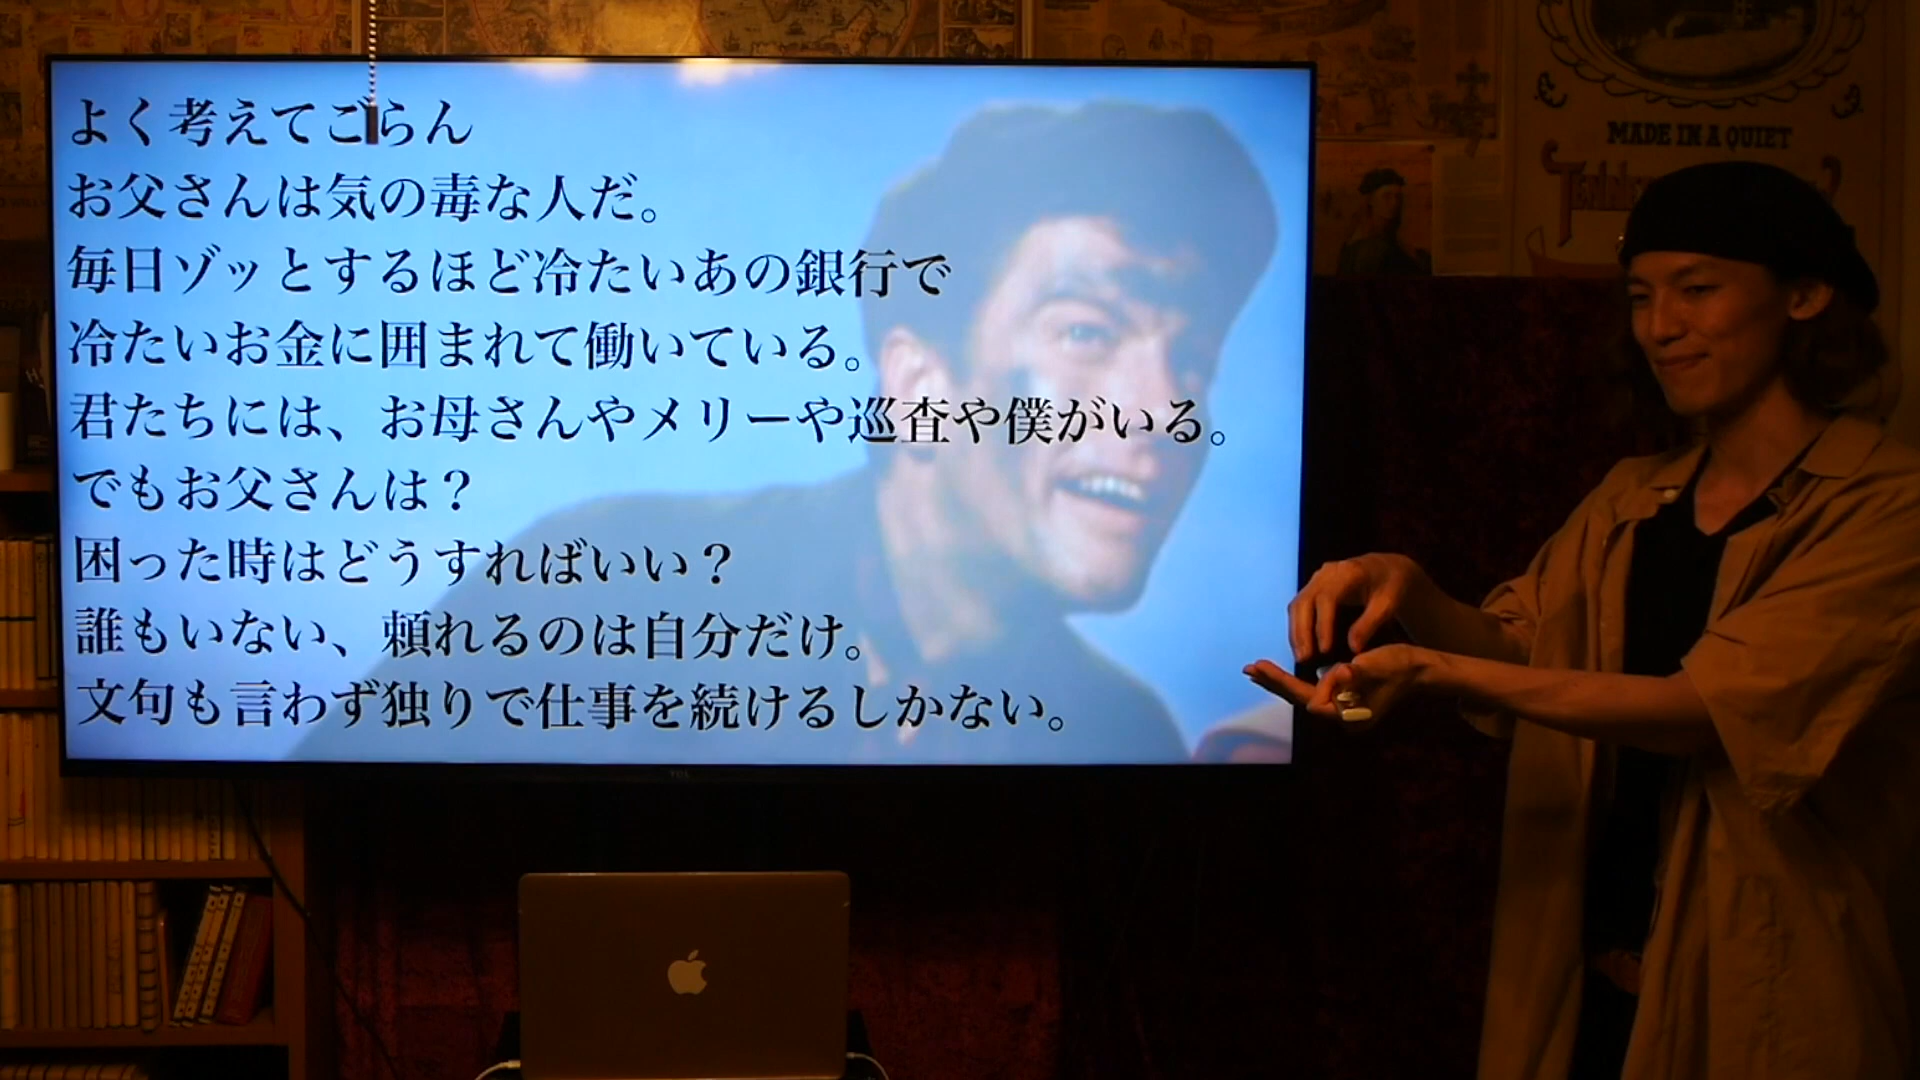 よく考えてごらん
お父さんは気の毒な人だ。
毎日ゾッとするほど冷たいあの銀行で
冷たいお金に囲まれて働いている。
君たちには、お母さんやメリーや巡査や僕がいる。
でもお父さんは？
困った時はどうすればいい？
誰もいない、頼れるのは自分だけ。
文句も言わず独りで仕事を続けるしかない。
MADE IN A QUIET
TCL